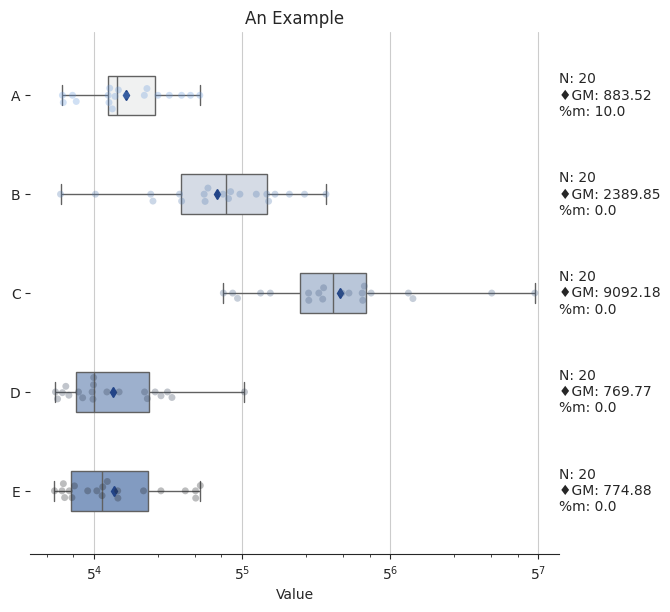 An Example
A
N: 20
♦GM: 883.52
%m: 10.0
B
N: 20
♦GM: 2389.85
%m: 0.0
C
N: 20
♦GM: 9092.18
%m: 0.0
D
N: 20
♦GM: 769.77
%m: 0.0
E
N: 20
♦GM: 774.88
%m: 0.0
5⁴ 5⁵ 5⁶ 5⁷
Value